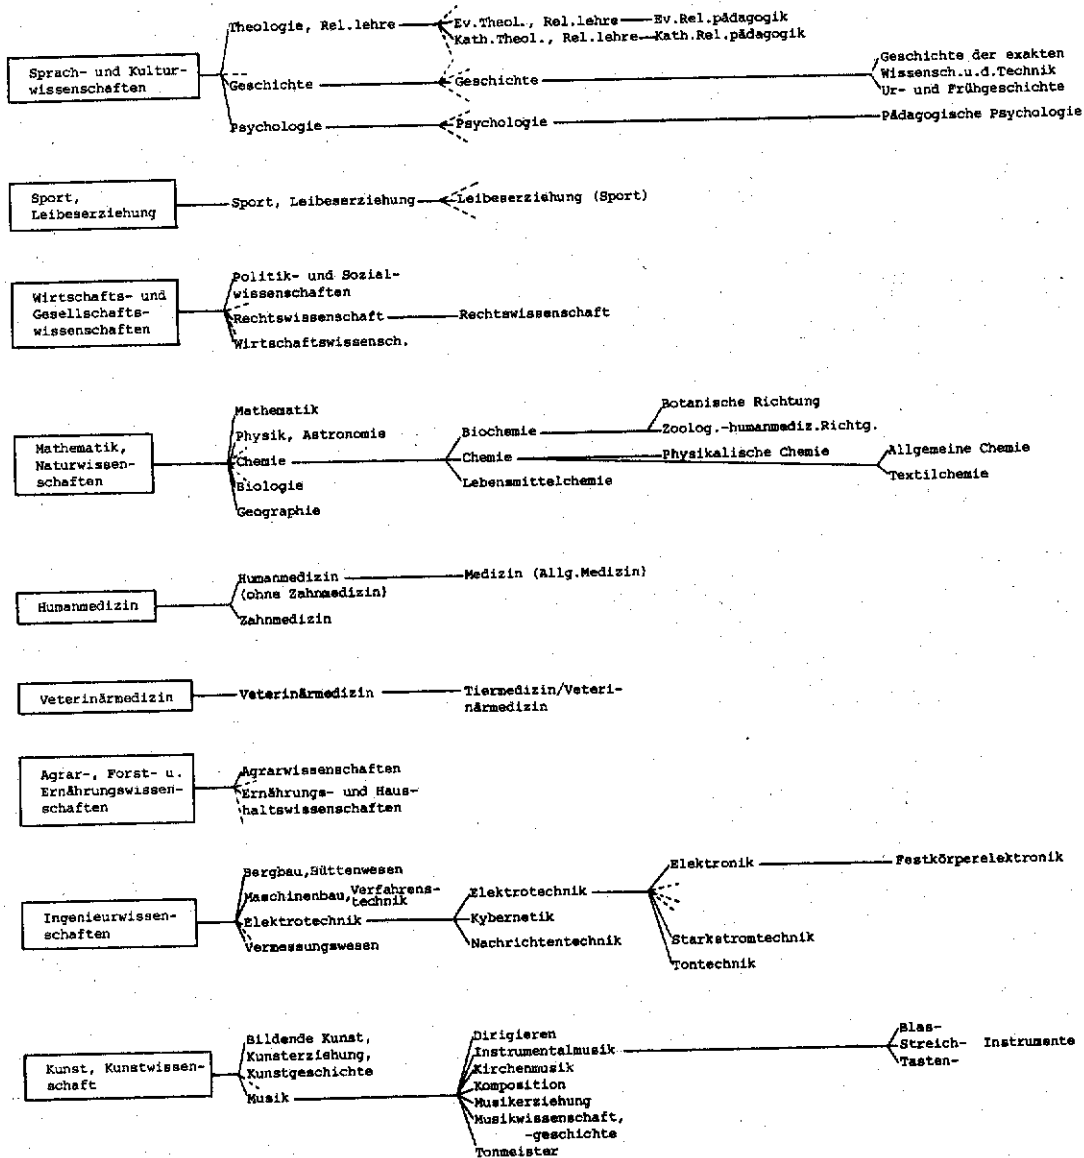 Theologie, Rel.lehre
Ev.Theol., Rel.lehre
Ev.Rel.pädagogik
Kath.Theol., Rel.lehre
Kath.Rel.pädagogik
Sprach- und Kultur-
wissenschaften
Geschichte
Geschichte
Geschichte der exakten
Wissensch.u.d.Technik
Ur- und Frühgeschichte
Psychologie
Psychologie
Pädagogische Psychologie
Sport,
Leibeserziehung
Sport, Leibeserziehung
Leibeserziehung (Sport)
Wirtschafts- und
Gesellschafts-
wissenschaften
Politik- und Sozial-
wissenschaften
Rechtswissenschaft
Rechtswissenschaft
Wirtschaftswissensch.
Mathematik,
Naturwissen-
schaften
Mathematik
Physik, Astronomie
Chemie
Biologie
Geographie
Biochemie
Chemie
Lebensmittelchemie
Botanische Richtung
Zoolog.-humanmediz.Richtg.
Physikalische Chemie
Allgemeine Chemie
Textilchemie
Humanmedizin
Humanmedizin
(ohne Zahnmedizin)
Zahnmedizin
Medizin (Allg.Medizin)
Veterinärmedizin
Veterinärmedizin
Tiermedizin/Veteri-
närmedizin
Agrar-, Forst- u.
Ernährungswissen-
schaften
Agrarwissenschaften
Ernährungs- und Haus-
haltswissenschaften
Ingenieurwissen-
schaften
Bergbau,Hüttenwesen
Maschinenbau,Verfahrens-
technik
Elektrotechnik
Vermessungswesen
Elektrotechnik
Kybernetik
Nachrichtentechnik
Elektronik
Starkstromtechnik
Tontechnik
Festkörperelektronik
Kunst, Kunstwissen-
schaft
Bildende Kunst,
Kunsterziehung,
Kunstgeschichte
Musik
Dirigieren
Instrumentalmusik
Kirchenmusik
Komposition
Musikerziehung
Musikwissenschaft,
-geschichte
Tonmeister
Blas-
Streich- Instrumente
Tasten-